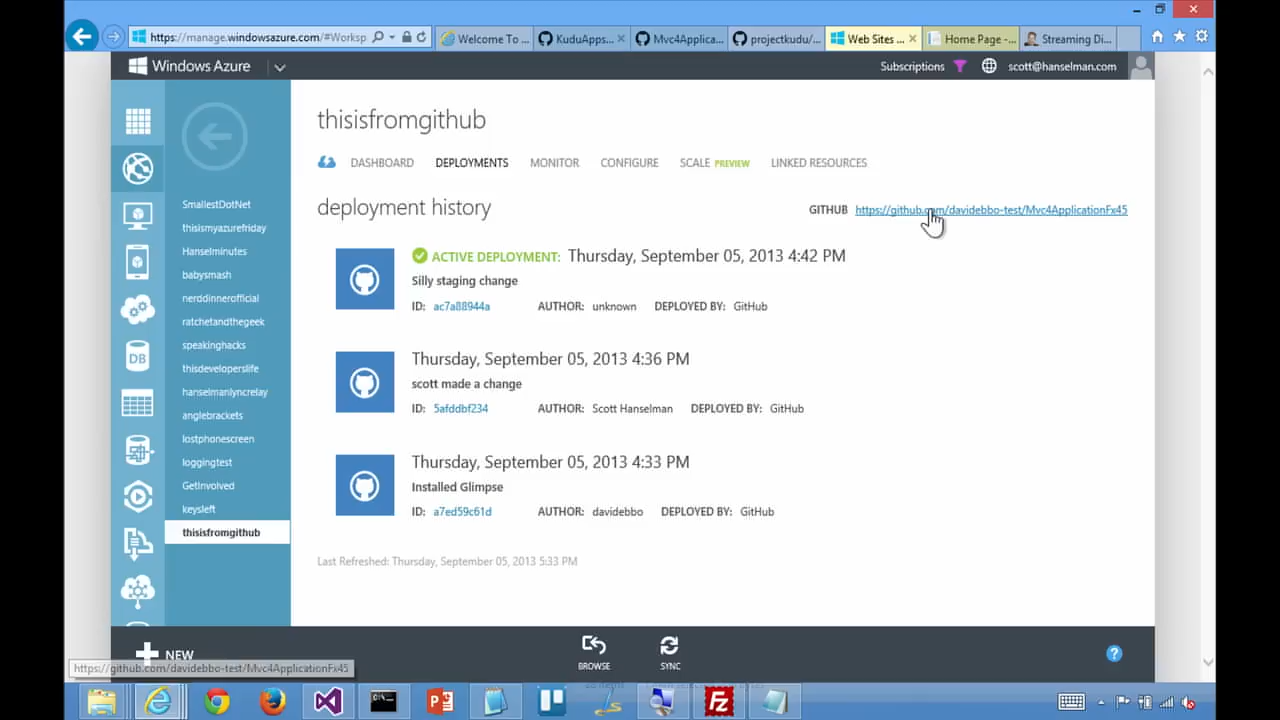 https://manage.windowsazure.com/#Worksp
Welcome To ...
KuduApps...
Mvc4Applica...
projectkudu/...
Web Sites ...
Home Page -...
Streaming Di...
Windows Azure
Subscriptions
scott@hanselman.com
thisisfromgithub
DASHBOARD DEPLOYMENTS MONITOR CONFIGURE SCALE PREVIEW LINKED RESOURCES
deployment history
GITHUB https://github.com/davidebbo-test/Mvc4ApplicationFx45
SmallestDotNet
thisismyazurefriday
Hanselminutes
babysmash
nerddinnerofficial
ratchetandthegeek
speakinghacks
thisdeveloperslife
hanselmanlyncrelay
anglebrackets
lostphonescreen
loggingtest
GetInvolved
keysleft
thisisfromgithub
DB
ACTIVE DEPLOYMENT: Thursday, September 05, 2013 4:42 PM
Silly staging change
ID: ac7a88944a AUTHOR: unknown DEPLOYED BY: GitHub
Thursday, September 05, 2013 4:36 PM
scott made a change
ID: 5afddbf234 AUTHOR: Scott Hanselman DEPLOYED BY: GitHub
Thursday, September 05, 2013 4:33 PM
Installed Glimpse
ID: a7ed59c61d AUTHOR: davidebbo DEPLOYED BY: GitHub
Last Refreshed: Thursday, September 05, 2013 5:33 PM
NEW
BROWSE
SYNC
?
https://github.com/davidebbo-test/Mvc4ApplicationFx45